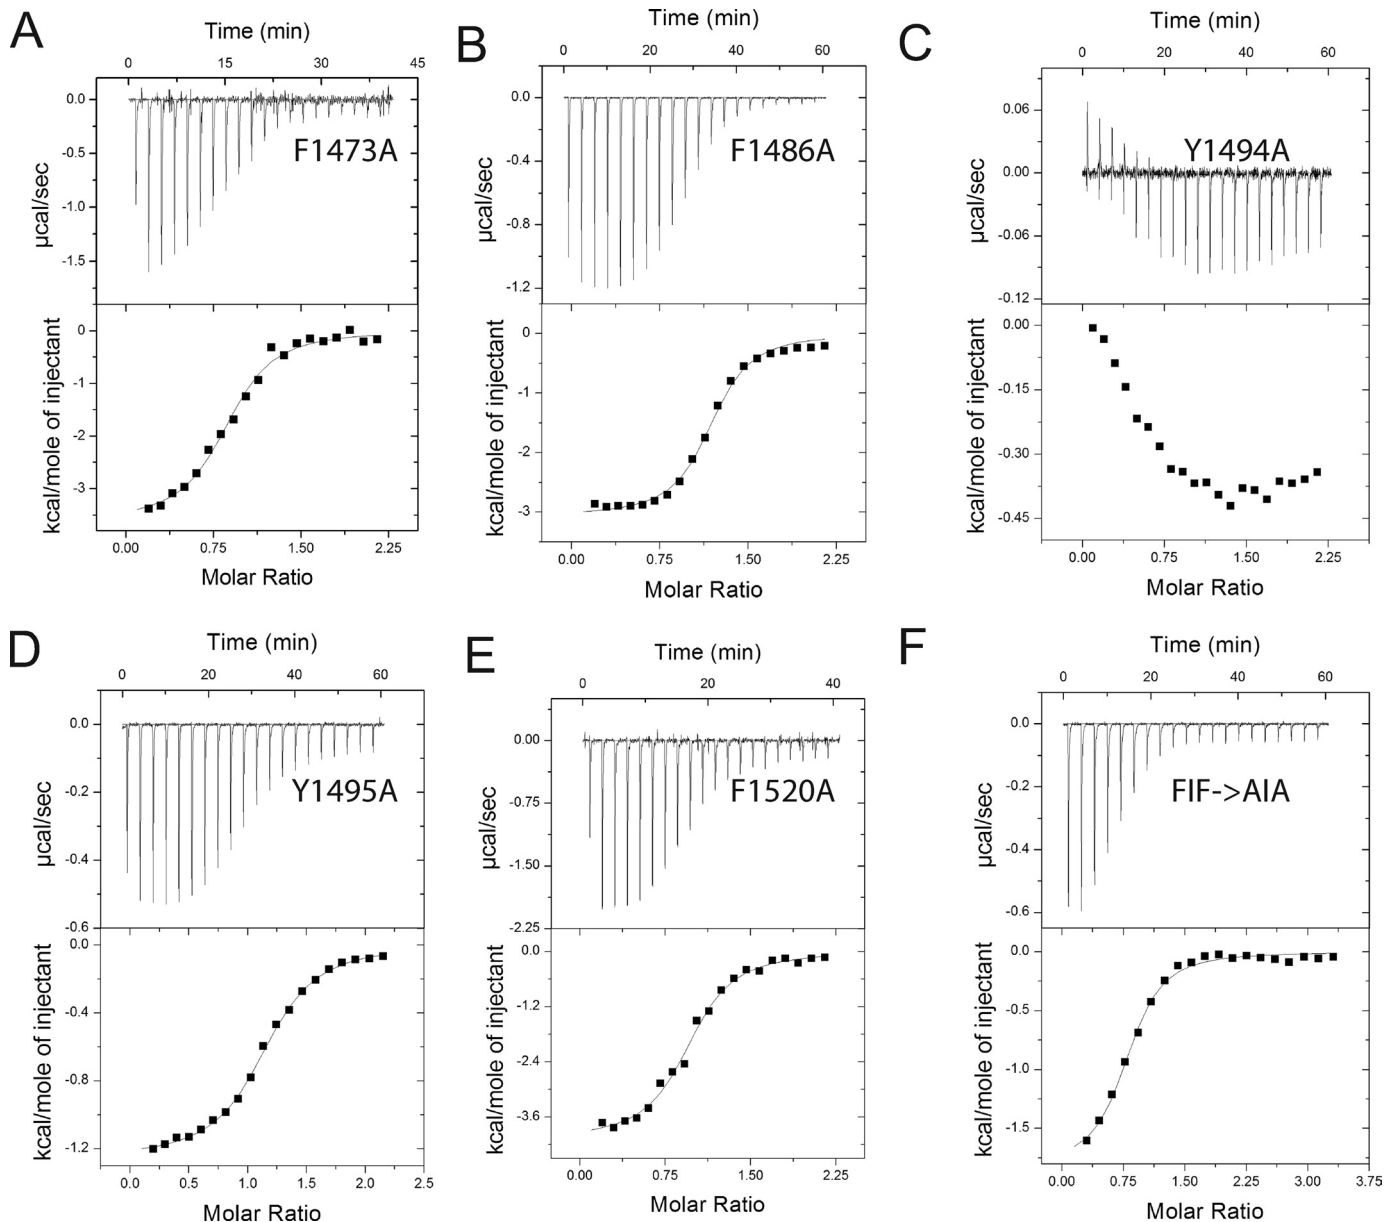 A
Time (min)
0 15 30 45
0.0
-0.5
-1.0
-1.5
µcal/sec
F1473A
0
-1
-2
-3
kcal/mole of injectant
0.00 0.75 1.50 2.25
Molar Ratio
B
Time (min)
0 20 40 60
0.0
-0.4
-0.8
-1.2
µcal/sec
F1486A
0
-1
-2
-3
kcal/mole of injectant
0.00 0.75 1.50 2.25
Molar Ratio
C
Time (min)
0 20 40 60
0.06
0.00
-0.06
-0.12
µcal/sec
Y1494A
0.00
-0.15
-0.30
-0.45
kcal/mole of injectant
0.00 0.75 1.50 2.25
Molar Ratio
D
Time (min)
0 20 40 60
0.0
-0.2
-0.4
-0.6
µcal/sec
Y1495A
0.0
-0.4
-0.8
-1.2
kcal/mole of injectant
0.0 0.5 1.0 1.5 2.0 2.5
Molar Ratio
E
Time (min)
0 20 40
0.00
-0.75
-1.50
-2.25
µcal/sec
F1520A
0.0
-1.2
-2.4
-3.6
kcal/mole of injectant
0.00 0.75 1.50 2.25
Molar Ratio
F
Time (min)
0 20 40 60
0.0
-0.2
-0.4
-0.6
µcal/sec
FIF->AIA
0.0
-0.5
-1.0
-1.5
kcal/mole of injectant
0.00 0.75 1.50 2.25 3.00 3.75
Molar Ratio